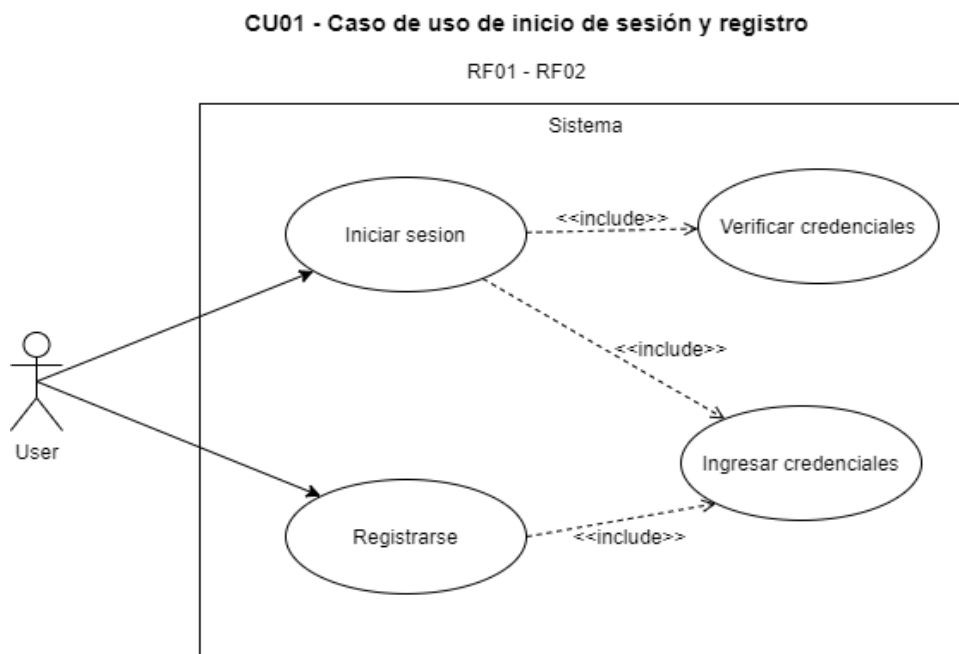 CU01 - Caso de uso de inicio de sesión y registro
RF01 - RF02
Sistema
Iniciar sesion
<<include>>
Verificar credenciales
<<include>>
User
Ingresar credenciales
Registrarse
<<include>>